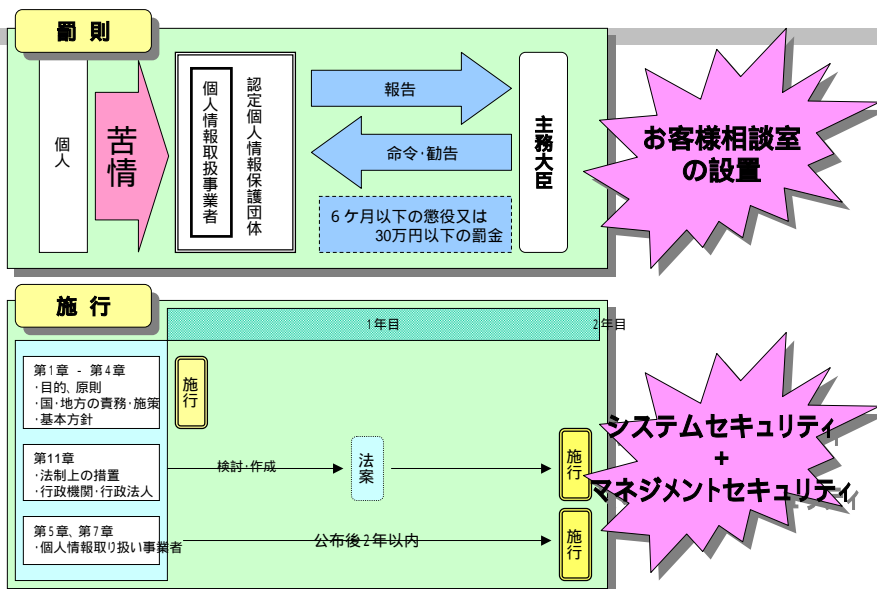 罰 則
個人
苦情
個人情報取扱事業者
認定個人情報保護団体
報告
命令・勧告
6ケ月以下の懲役又は
30万円以下の罰金
主務大臣
お客様相談室
の設置
施 行
1年目
2年目
第1章 - 第4章
・目的、原則
・国・地方の責務・施策
・基本方針
施行
第11章
・法制上の措置
・行政機関・行政法人
検討・作成
法案
施行
第5章、第7章
・個人情報取り扱い事業者
公布後2年以内
施行
システムセキュリティ
+
マネジメントセキュリティ